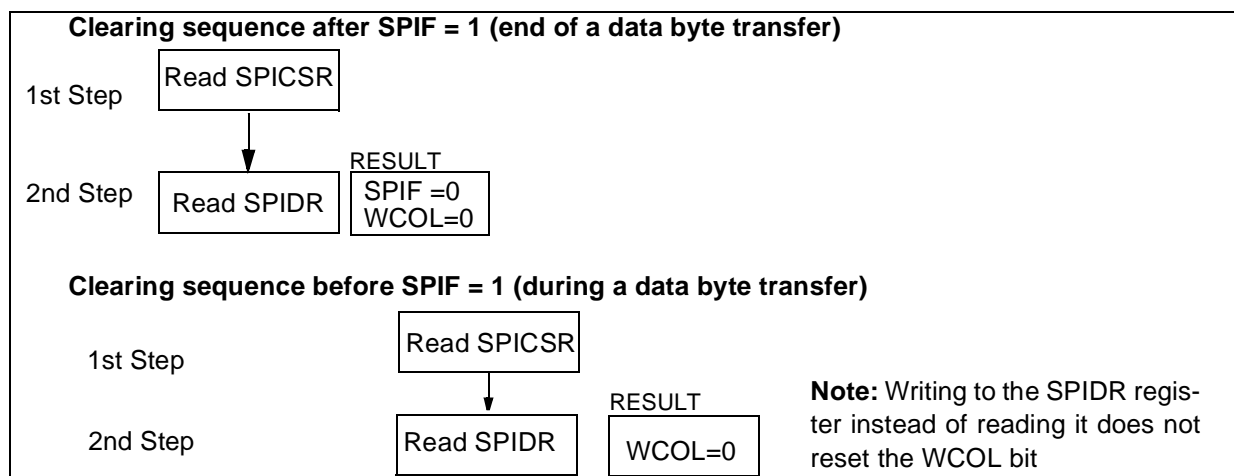 Clearing sequence after SPIF = 1 (end of a data byte transfer)
1st Step
Read SPICSR
2nd Step
Read SPIDR
RESULT
SPIF =0
WCOL=0
Clearing sequence before SPIF = 1 (during a data byte transfer)
1st Step
Read SPICSR
2nd Step
Read SPIDR
RESULT
WCOL=0
Note: Writing to the SPIDR regis-
ter instead of reading it does not
reset the WCOL bit